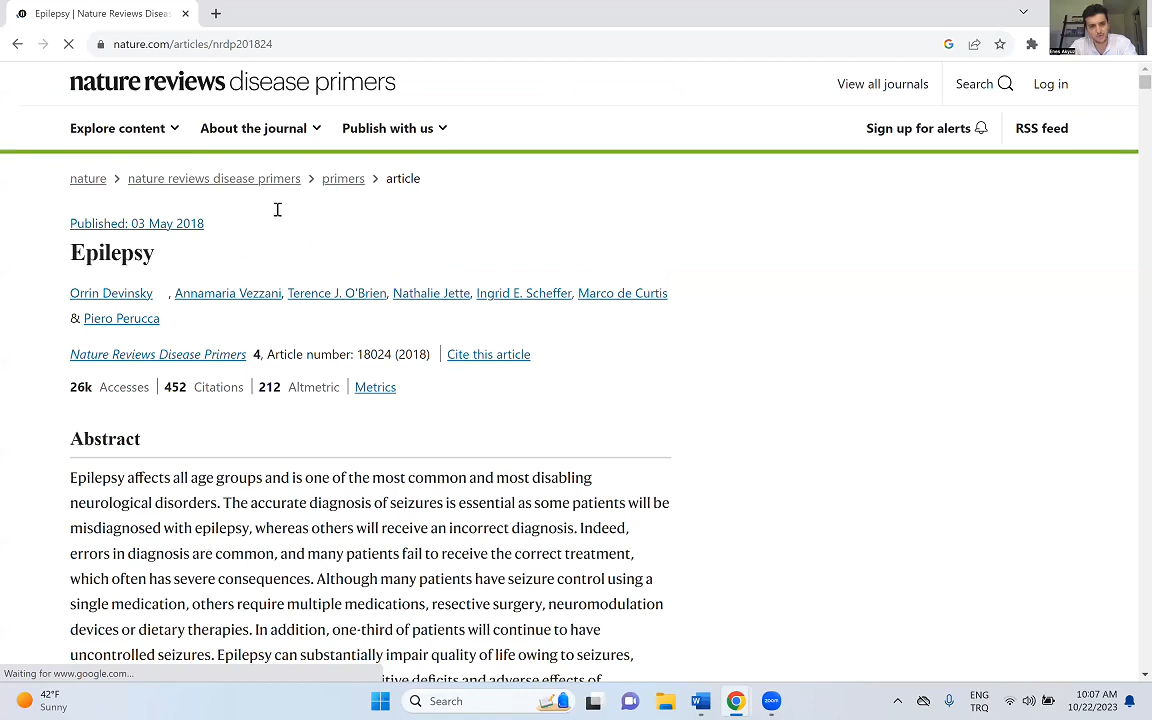 Epilepsy | Nature Reviews Diseas
nature.com/articles/nrdp201824
Enes Akyuz
nature reviews disease primers
View all journals
Search
Log in
Explore content
About the journal
Publish with us
Sign up for alerts
RSS feed
nature > nature reviews disease primers > primers > article
Published: 03 May 2018
Epilepsy
Orrin Devinsky , Annamaria Vezzani, Terence J. O'Brien, Nathalie Jette, Ingrid E. Scheffer, Marco de Curtis
& Piero Perucca
Nature Reviews Disease Primers 4, Article number: 18024 (2018) | Cite this article
26k Accesses | 452 Citations | 212 Altmetric | Metrics
Abstract
Epilepsy affects all age groups and is one of the most common and most disabling
neurological disorders. The accurate diagnosis of seizures is essential as some patients will be
misdiagnosed with epilepsy, whereas others will receive an incorrect diagnosis. Indeed,
errors in diagnosis are common, and many patients fail to receive the correct treatment,
which often has severe consequences. Although many patients have seizure control using a
single medication, others require multiple medications, resective surgery, neuromodulation
devices or dietary therapies. In addition, one-third of patients will continue to have
uncontrolled seizures. Epilepsy can substantially impair quality of life owing to seizures,
itive deficits and adverse effects of
Waiting for www.google.com...
42°F
Sunny
Search
zoom
ENG
TRQ
10:07 AM
10/22/2023